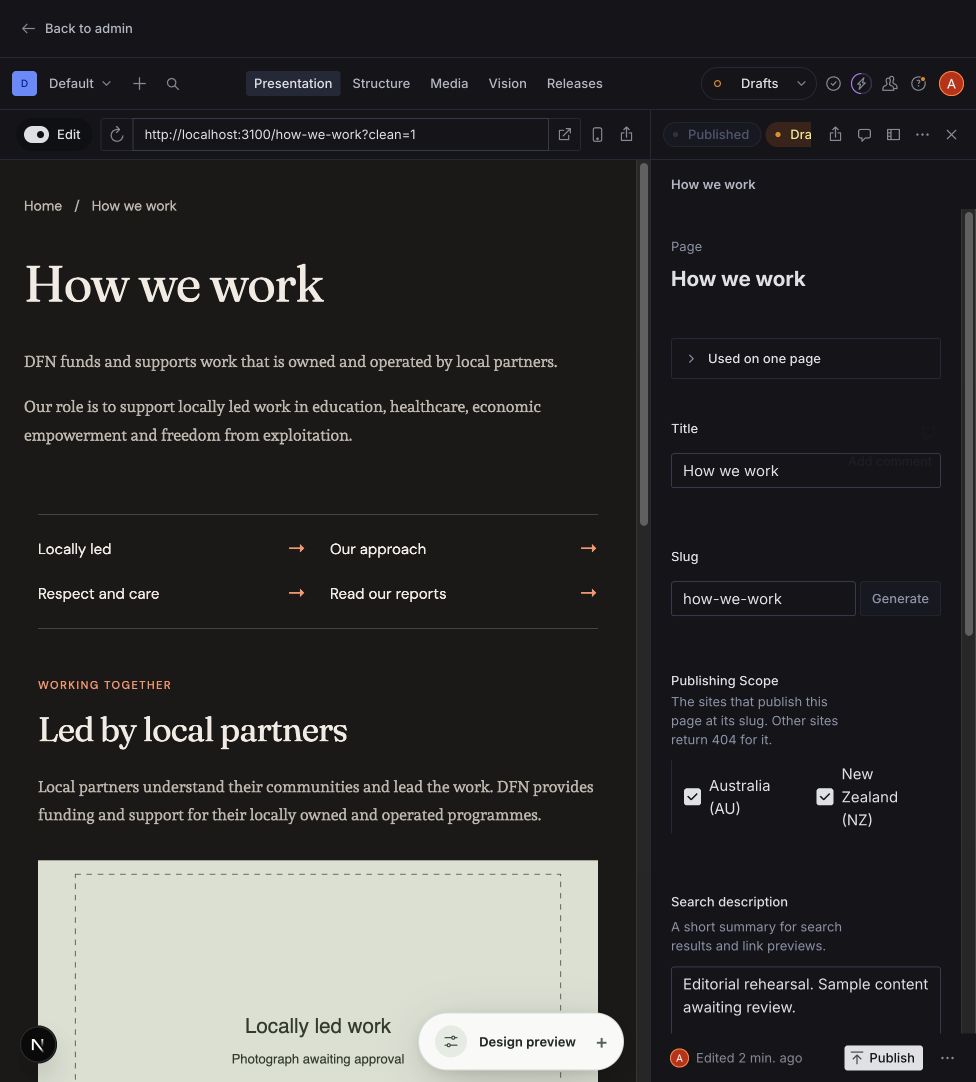 Back to admin
D Default Presentation Structure Media Vision Releases Drafts A
Edit http://localhost:3100/how-we-work?clean=1 Published Dra
Home / How we work
How we work
DFN funds and supports work that is owned and operated by local partners.
Our role is to support locally led work in education, healthcare, economic
empowerment and freedom from exploitation.
Locally led → Our approach →
Respect and care → Read our reports →
WORKING TOGETHER
Led by local partners
Local partners understand their communities and lead the work. DFN provides
funding and support for their locally owned and operated programmes.
Locally led work
Photograph awaiting approval
N
Design preview +
How we work
Page
How we work
Used on one page
Title
Add comment
How we work
Slug
how-we-work Generate
Publishing Scope
The sites that publish this
page at its slug. Other sites
return 404 for it.
Australia
(AU)
New
Zealand
(NZ)
Search description
A short summary for search
results and link previews.
Editorial rehearsal. Sample content
awaiting review.
A Edited 2 min. ago Publish